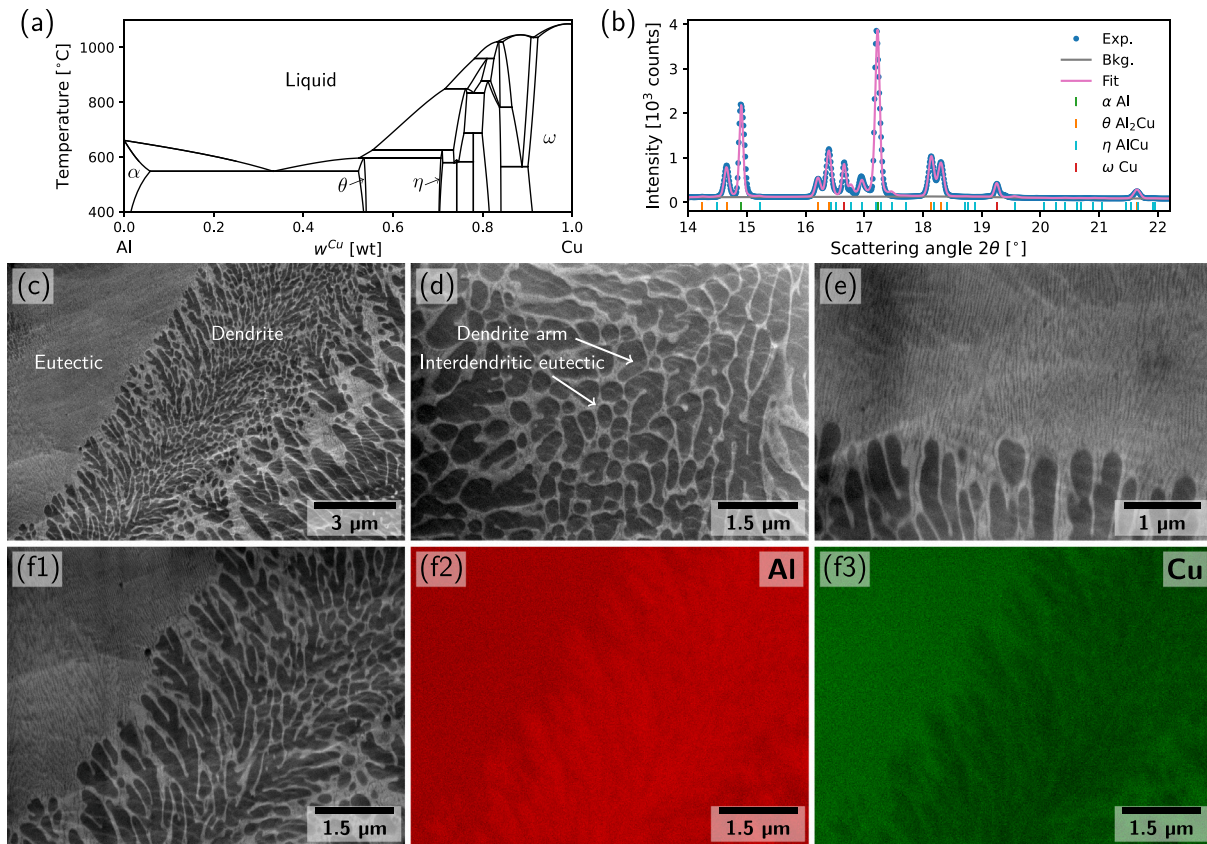 (a)
Temperature [°C]
1000
800
600
400
Liquid
α
θ
η
ω
0.0 0.2 0.4 0.6 0.8 1.0
Al w^Cu [wt] Cu
(b)
Intensity [10³ counts]
4
3
2
1
0
Exp.
Bkg.
Fit
α Al
θ Al₂Cu
η AlCu
ω Cu
14 15 16 17 18 19 20 21 22
Scattering angle 2θ [°]
(c)
Dendrite
Eutectic
3 μm
(d)
Dendrite arm
Interdendritic eutectic
1.5 μm
(e)
1 μm
(f1)
1.5 μm
(f2)
Al
1.5 μm
(f3)
Cu
1.5 μm